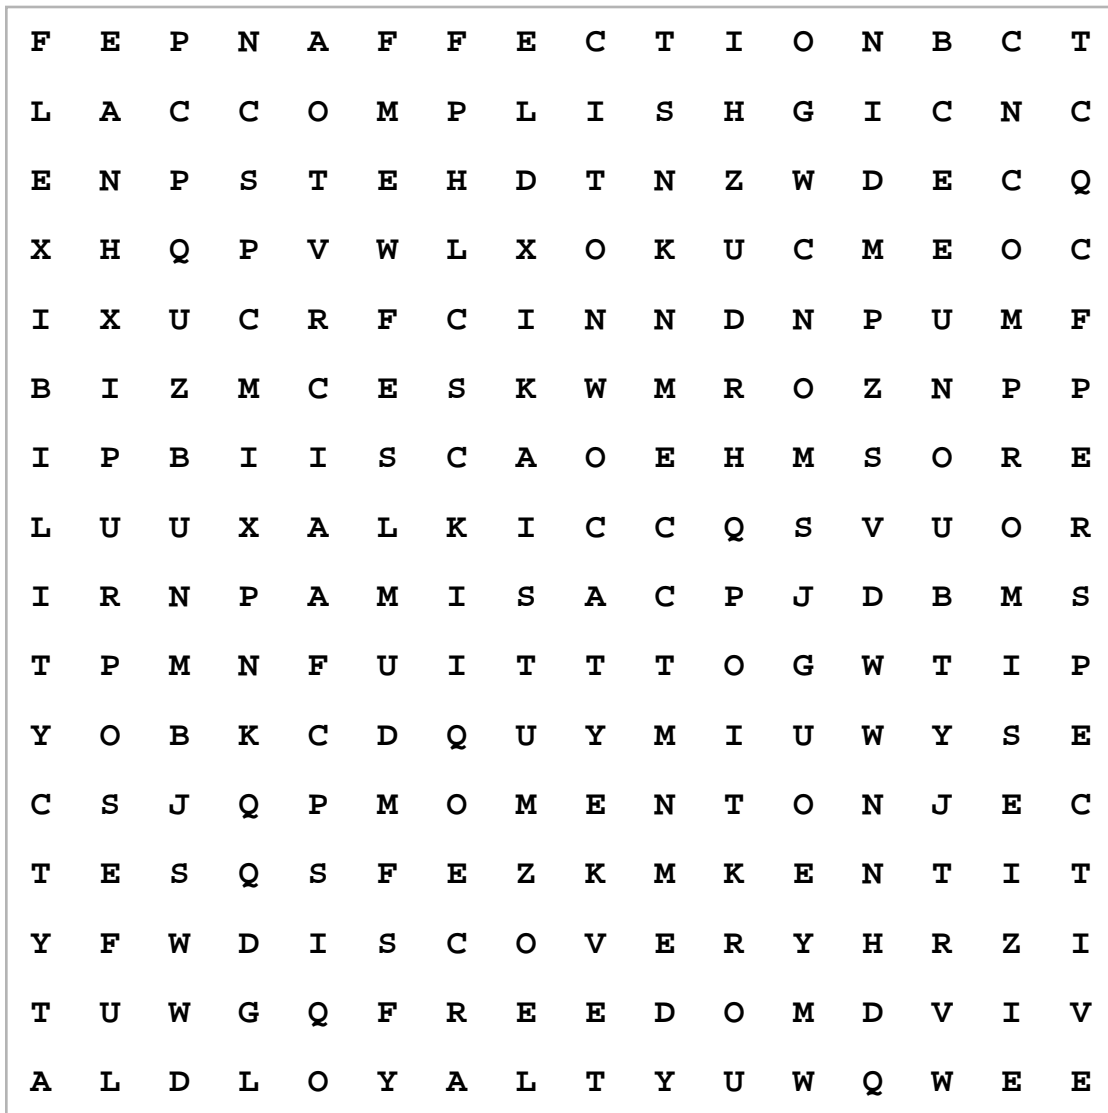 F E P N A F F E C T I O N B C T
L A C C O M P L I S H G I C N C
E N P S T E H D T N Z W D E C Q
X H Q P V W L X O K U C M E O C
I X U C R F C I N N D N P U M F
B I Z M C E S K W M R O Z N P P
I P B I I S C A O E H M S O R E
L U U X A L K I C C Q S V U O R
I R N P A M I S A C P J D B M S
T P M N F U I T T T O G W T I P
Y O B K C D Q U Y M I U W Y S E
C S J Q P M O M E N T O N J E C
T E S Q S F E Z K M K E N T I T
Y F W D I S C O V E R Y H R Z I
T U W G Q F R E E D O M D V I V
A L D L O Y A L T Y U W Q W E E